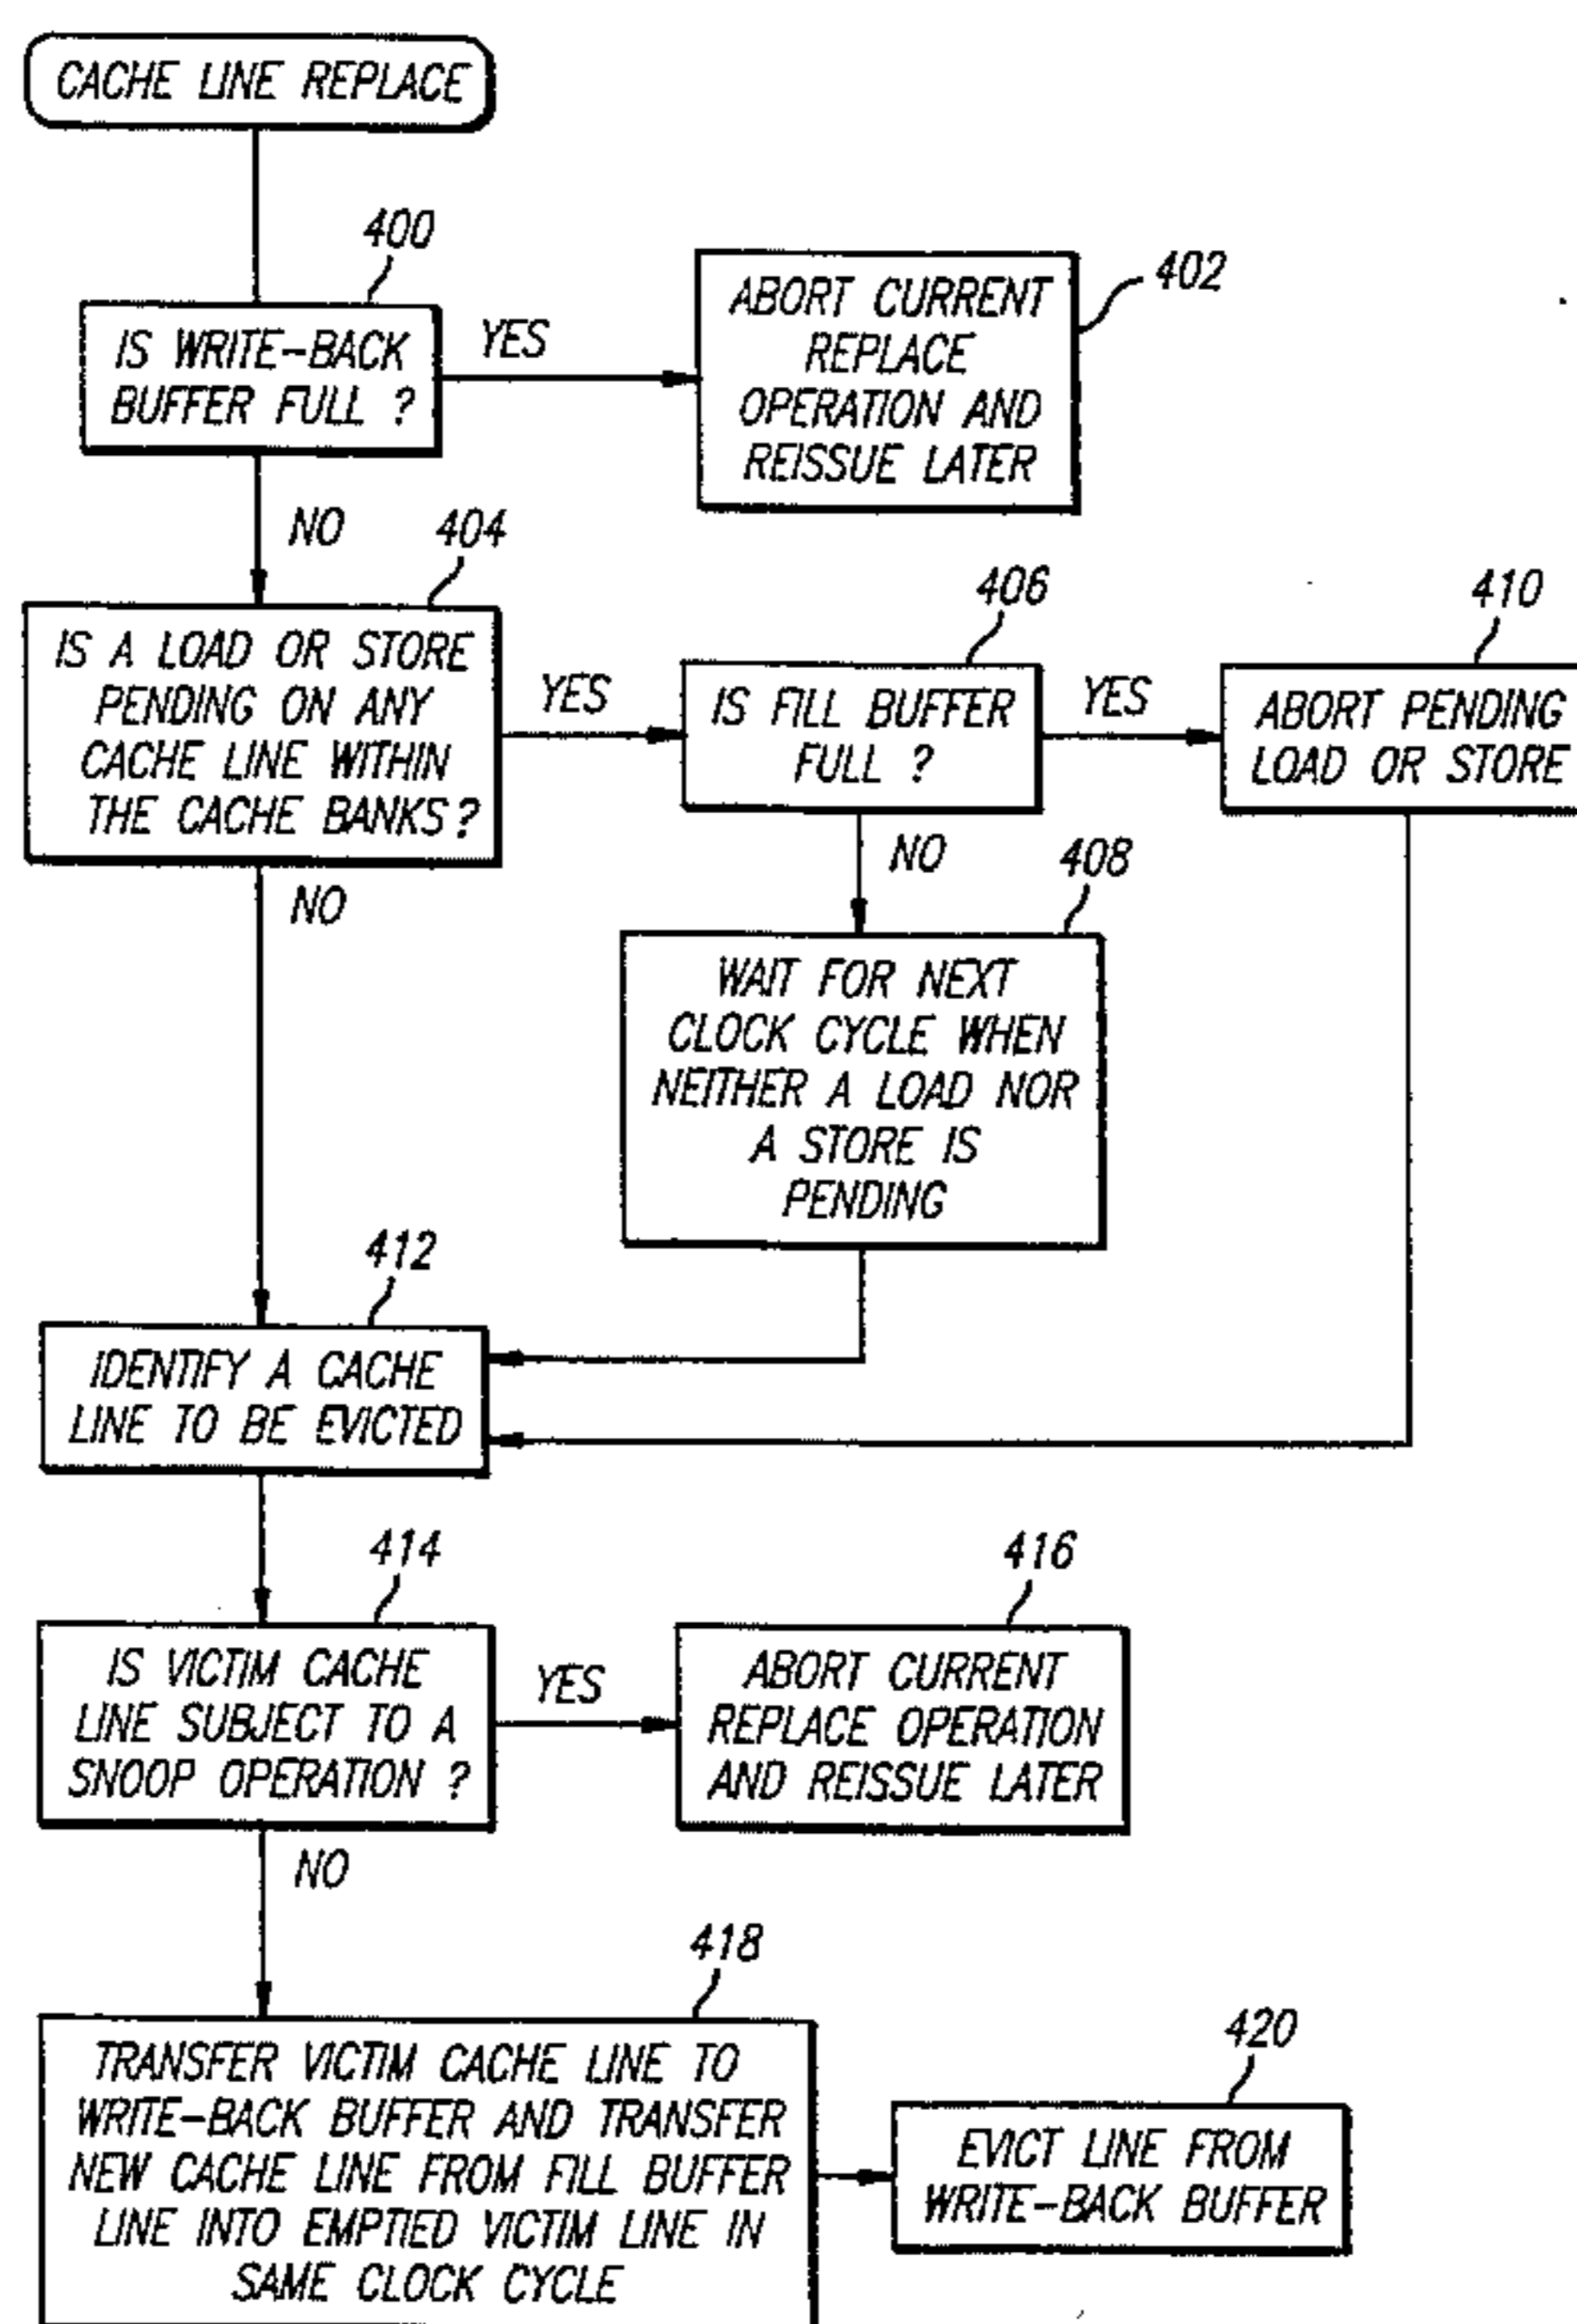 CACHE LINE REPLACE
400
IS WRITE-BACK
BUFFER FULL ?
YES
ABORT CURRENT
REPLACE
OPERATION AND
REISSUE LATER
402
NO
404
IS A LOAD OR STORE
PENDING ON ANY
CACHE LINE WITHIN
THE CACHE BANKS?
YES
406
IS FILL BUFFER
FULL ?
YES
410
ABORT PENDING
LOAD OR STORE
NO
NO
408
WAIT FOR NEXT
CLOCK CYCLE WHEN
NEITHER A LOAD NOR
A STORE IS
PENDING
412
IDENTIFY A CACHE
LINE TO BE EVICTED
414
IS VICTIM CACHE
LINE SUBJECT TO A
SNOOP OPERATION ?
YES
416
ABORT CURRENT
REPLACE OPERATION
AND REISSUE LATER
NO
418
TRANSFER VICTIM CACHE LINE TO
WRITE-BACK BUFFER AND TRANSFER
NEW CACHE LINE FROM FILL BUFFER
LINE INTO EMPTIED VICTIM LINE IN
SAME CLOCK CYCLE
420
EVICT LINE FROM
WRITE-BACK BUFFER